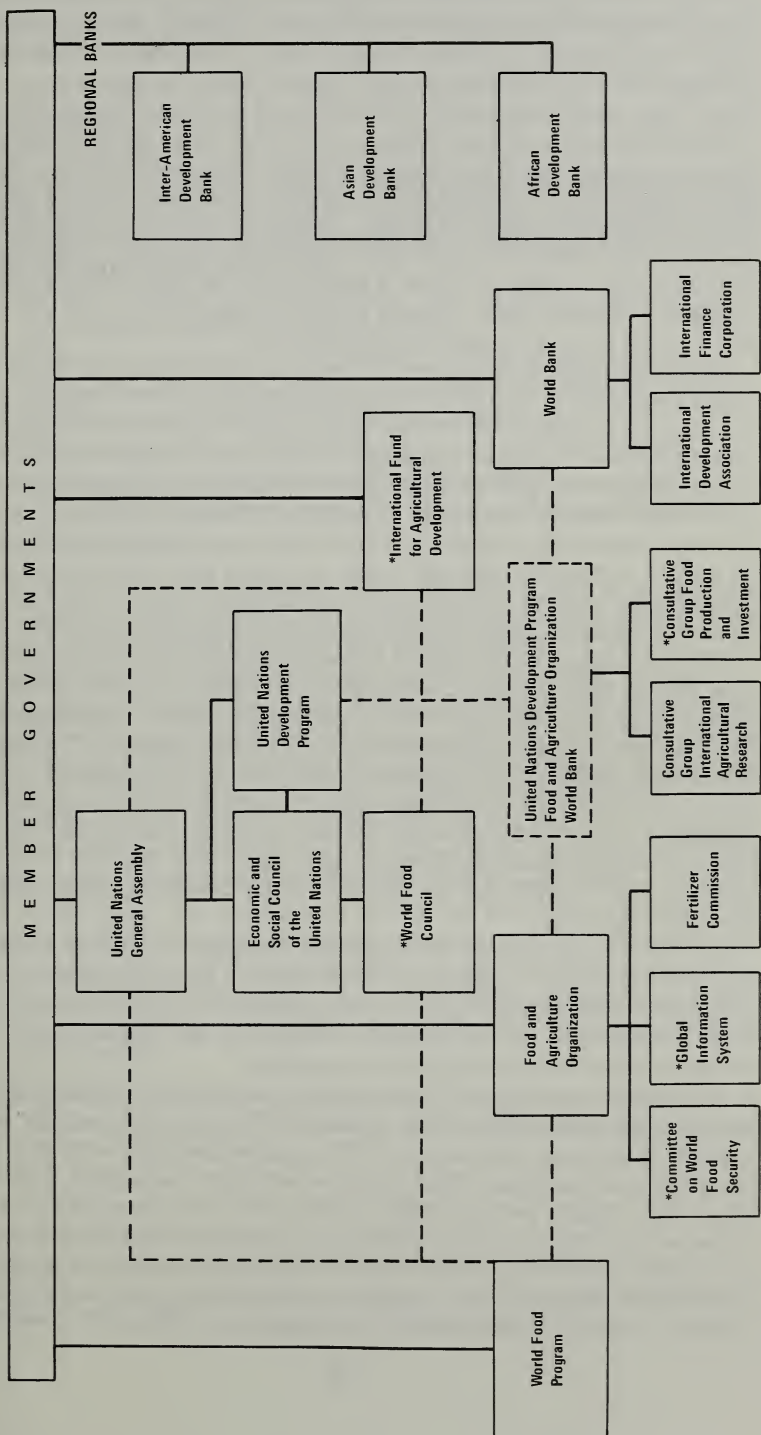 MEMBER GOVERNMENTS
REGIONAL BANKS
United Nations
General Assembly
Inter-American
Development
Bank
Economic and
Social Council
of the
United Nations
United Nations
Development
Program
Asian
Development
Bank
*World Food
Council
*International Fund
for Agricultural
Development
World Food
Program
Food and
Agriculture
Organization
United Nations Development Program
Food and Agriculture Organization
World Bank
World Bank
African
Development
Bank
*Committee
on World
Food
Security
*Global
Information
System
Fertilizer
Commission
Consultative
Group
International
Agricultural
Research
*Consultative
Group Food
Production
and
Investment
International
Development
Association
International
Finance
Corporation